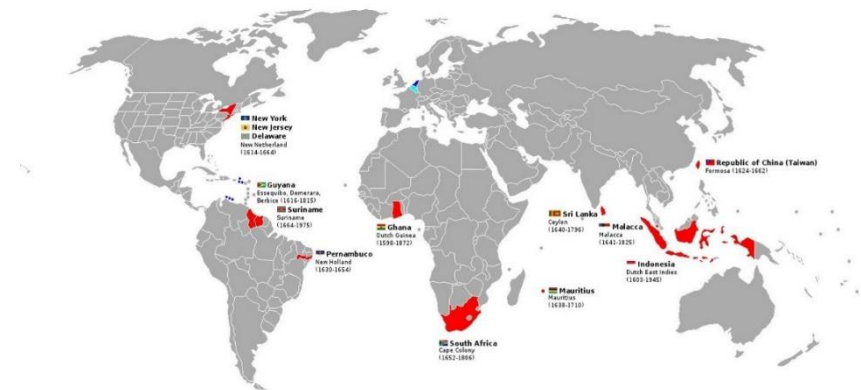 New York
New Jersey
Delaware
New Netherland
(1614-1664)
Guyana
Essequibo, Demerara,
Berbice (1616-1815)
Suriname
Suriname
(1664-1975)
Pernambuco
New Holland
(1630-1654)
Ghana
Dutch Guinea
(1598-1872)
South Africa
Cape Colony
(1652-1806)
Mauritius
Mauritius
(1638-1710)
Sri Lanka
Ceylon
(1640-1796)
Malacca
Malacca
(1641-1825)
Indonesia
Dutch East Indies
(1603-1945)
Republic of China (Taiwan)
Formosa (1624-1662)